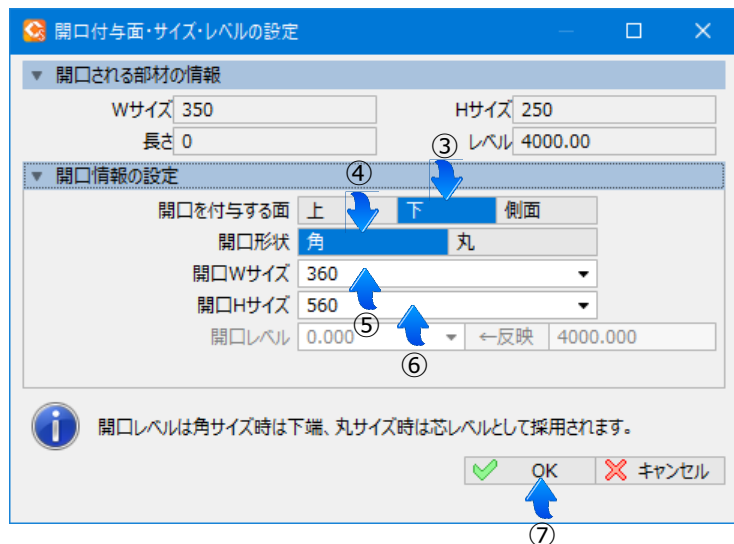 開口付与面・サイズ・レベルの設定
▼ 開口される部材の情報
Wサイズ 350 Hサイズ 250
長さ 0 レベル 4000.00
③
④
▼ 開口情報の設定
開口を付与する面 上 下 側面
開口形状 角 丸
開口Wサイズ 360
開口Hサイズ 560
⑤
開口レベル 0.000 ←反映 4000.000
⑥
開口レベルは角サイズ時は下端、丸サイズ時は芯レベルとして採用されます。
OK キャンセル
⑦